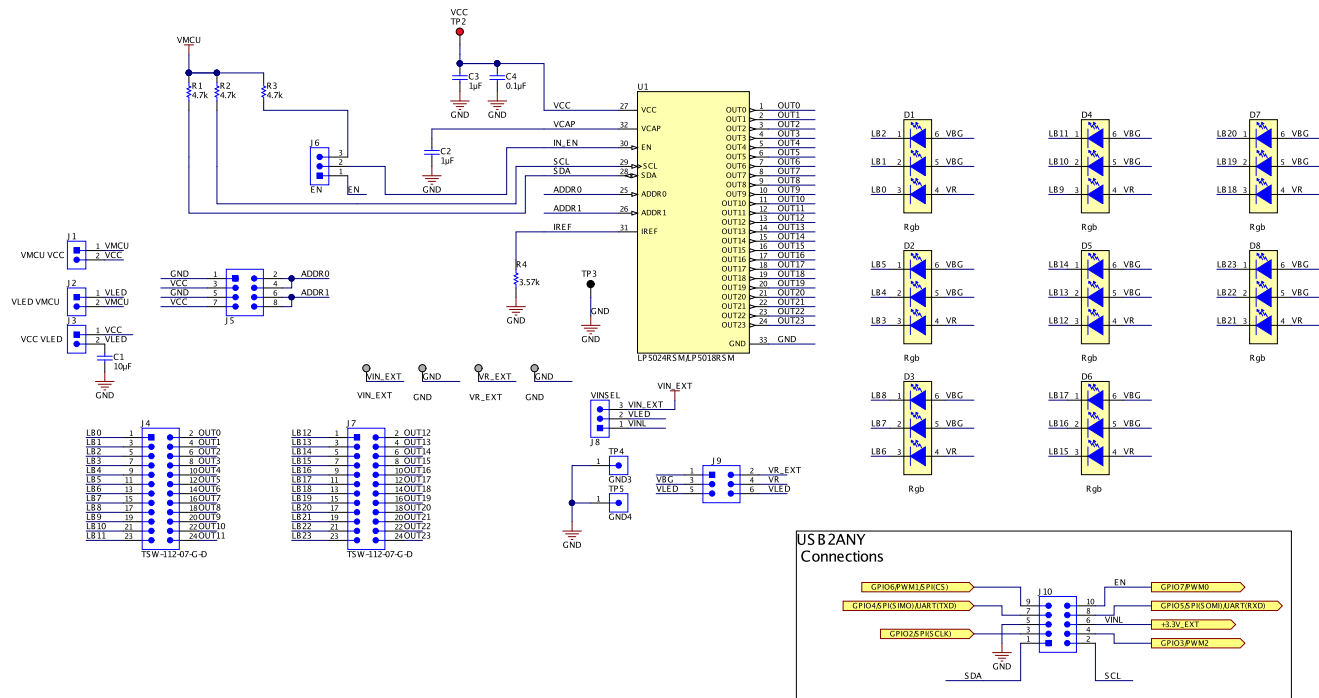 VCC
TP2
VMCU
R1
4.7k
R2
4.7k
R3
4.7k
C3
1µF
C4
0.1µF
GND
GND
U1
VCC 27 VCC
VCAP 32 VCAP
IN_EN 30 EN
SCL 29 SCL
SDA 28 SDA
ADDR0 25 ADDR0
ADDR1 26 ADDR1
IREF 31 IREF
OUT0 1 OUT0
OUT1 2 OUT1
OUT2 3 OUT2
OUT3 4 OUT3
OUT4 5 OUT4
OUT5 6 OUT5
OUT6 7 OUT6
OUT7 8 OUT7
OUT8 9 OUT8
OUT9 10 OUT9
OUT10 11 OUT10
OUT11 12 OUT11
OUT12 13 OUT12
OUT13 14 OUT13
OUT14 15 OUT14
OUT15 16 OUT15
OUT16 17 OUT16
OUT17 18 OUT17
OUT18 19 OUT18
OUT19 20 OUT19
OUT20 21 OUT20
OUT21 22 OUT21
OUT22 23 OUT22
OUT23 24 OUT23
GND 33 GND
LP5024RSM/LP5018RSM
C2
1µF
GND
J6
3
2
1
EN
EN
R4
3.57k
GND
TP3
GND
GND
J1
VMCU VCC
1 VMCU
2 VCC
J2
VLED VMCU
1 VLED
2 VMCU
J3
VCC VLED
1 VCC
2 VLED
C1
10µF
GND
GND 1 2 ADDR0
VCC 3 4
GND 5 6 ADDR1
VCC 7 8
J5
VIN_EXT GND VR_EXT GND
VIN_EXT GND VR_EXT GND
D1
LB2 1 6 VBG
LB1 2 5 VBG
LB0 3 4 VR
Rgb
D4
LB11 1 6 VBG
LB10 2 5 VBG
LB9 3 4 VR
Rgb
D7
LB20 1 6 VBG
LB19 2 5 VBG
LB18 3 4 VR
Rgb
D2
LB5 1 6 VBG
LB4 2 5 VBG
LB3 3 4 VR
Rgb
D5
LB14 1 6 VBG
LB13 2 5 VBG
LB12 3 4 VR
Rgb
D8
LB23 1 6 VBG
LB22 2 5 VBG
LB21 3 4 VR
Rgb
D3
LB8 1 6 VBG
LB7 2 5 VBG
LB6 3 4 VR
Rgb
D6
LB17 1 6 VBG
LB16 2 5 VBG
LB15 3 4 VR
Rgb
J4
LB0 1 2 OUT0
LB1 3 4 OUT1
LB2 5 6 OUT2
LB3 7 8 OUT3
LB4 9 10 OUT4
LB5 11 12 OUT5
LB6 13 14 OUT6
LB7 15 16 OUT7
LB8 17 18 OUT8
LB9 19 20 OUT9
LB10 21 22 OUT10
LB11 23 24 OUT11
TSW-112-07-G-D
J7
LB12 1 2 OUT12
LB13 3 4 OUT13
LB14 5 6 OUT14
LB15 7 8 OUT15
LB16 9 10 OUT16
LB17 11 12 OUT17
LB18 13 14 OUT18
LB19 15 16 OUT19
LB20 17 18 OUT20
LB21 19 20 OUT21
LB22 21 22 OUT22
LB23 23 24 OUT23
TSW-112-07-G-D
VIN_EXT
VINSEL
3 VIN_EXT
2 VLED
1 VINL
J8
TP4
1
GND3
TP5
1
GND4
GND
J9
1 2 VR_EXT
VBG 3 4 VR
VLED 5 6 VLED
USB2ANY
Connections
J10
GPIO6/PWM1/SPI(CS) 9 10 EN GPIO7/PWM0
GPIO4/SPI(SIMO)/UART(TXD) 7 8 GPIO5/SPI(SOMI)/UART(RXD)
5 6 VINL +3.3V_EXT
GPIO2/SPI(SCLK) 3 4 GPIO3/PWM2
1 2
GND
SDA
SCL